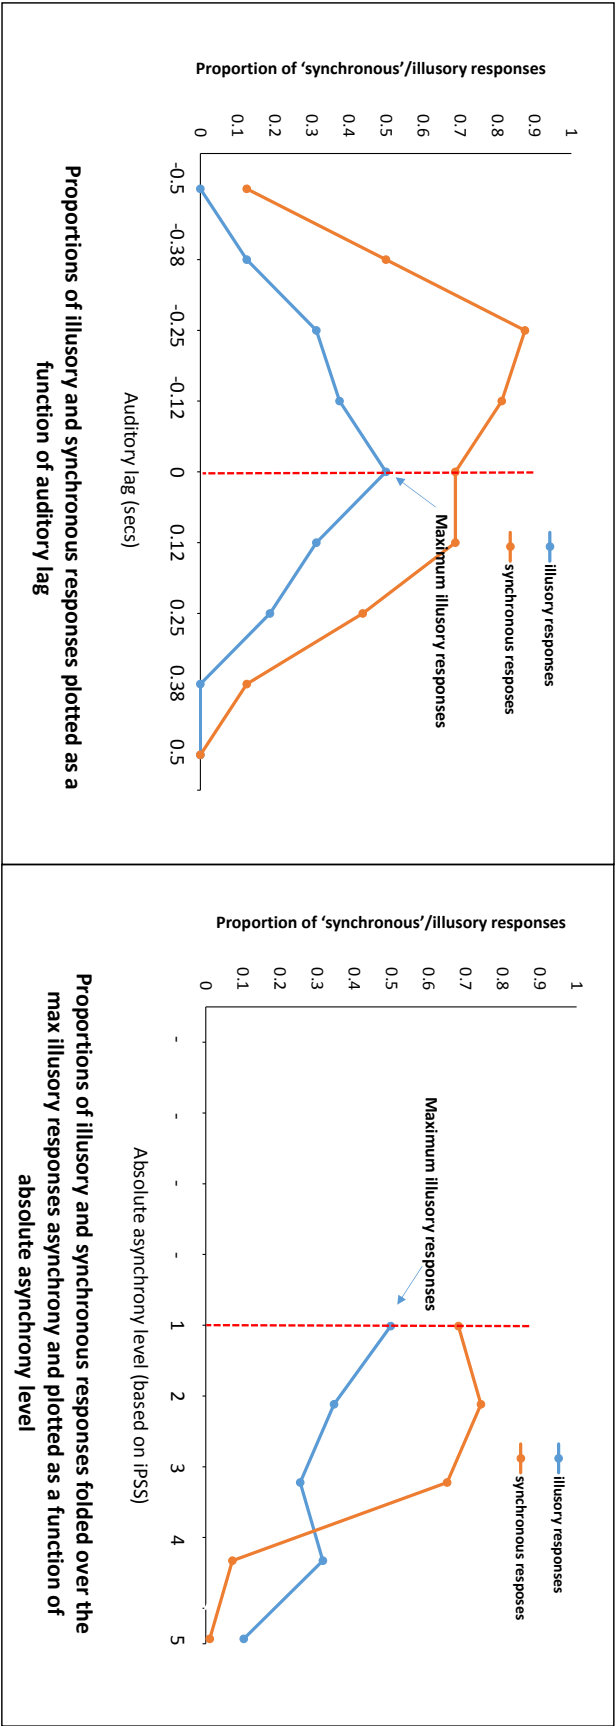 Proportion of ‘synchronous’/illusory responses
1
0.9
0.8
0.7
0.6
0.5
0.4
0.3
0.2
0.1
0
illusory responses
synchronous resposes
Maximum illusory responses
-0.5
-0.38
-0.25
-0.12
0
0.12
0.25
0.38
0.5
Auditory lag (secs)
Proportions of illusory and synchronous responses plotted as a
function of auditory lag
Proportion of ‘synchronous’/illusory responses
1
0.9
0.8
0.7
0.6
0.5
0.4
0.3
0.2
0.1
0
illusory responses
synchronous resposes
Maximum illusory responses
-
-
-
-
1
2
3
4
5
Absolute asynchrony level (based on iPSS)
Proportions of illusory and synchronous responses folded over the
max illusory responses asynchrony and plotted as a function of
absolute asynchrony level